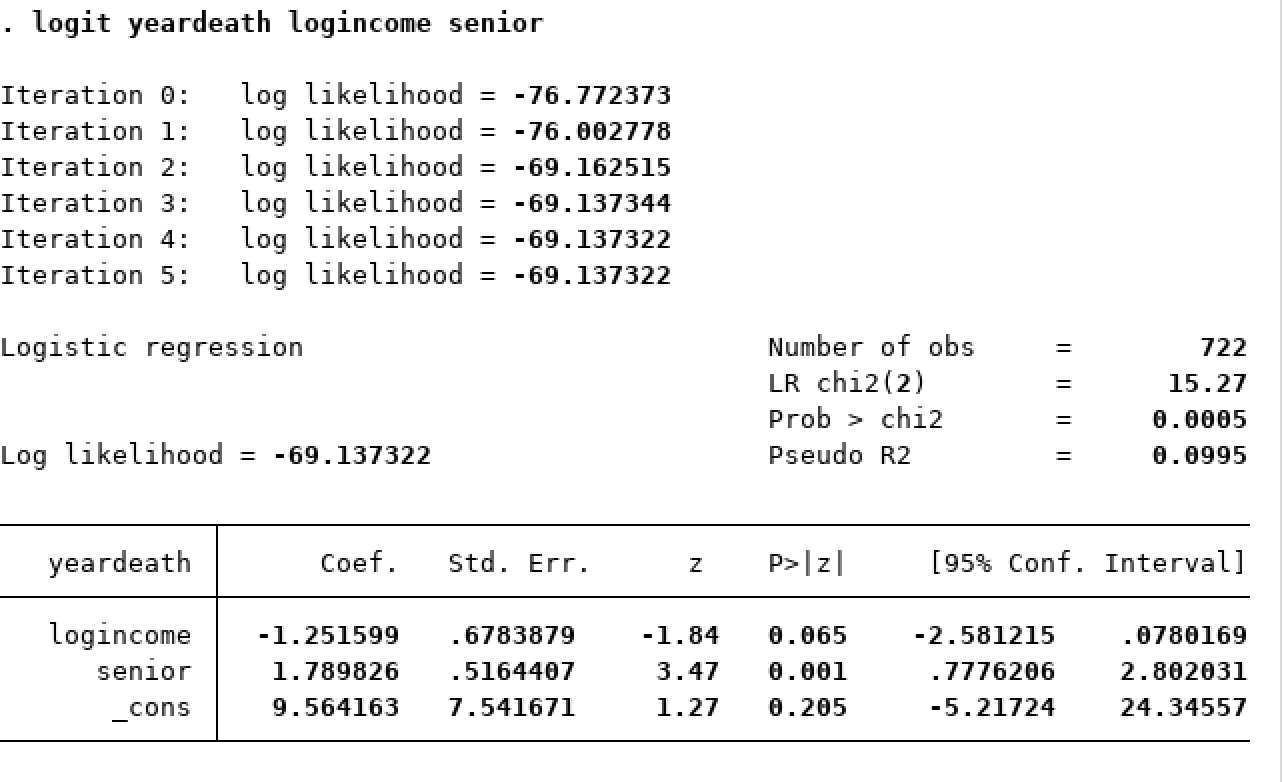 . logit yeardeath logincome senior
Iteration 0:   log likelihood = -76.772373
Iteration 1:   log likelihood = -76.002778
Iteration 2:   log likelihood = -69.162515
Iteration 3:   log likelihood = -69.137344
Iteration 4:   log likelihood = -69.137322
Iteration 5:   log likelihood = -69.137322
Logistic regression                             Number of obs     =        722
LR chi2(2)        =      15.27
Prob > chi2       =     0.0005
Log likelihood = -69.137322                     Pseudo R2         =     0.0995
yeardeath        Coef.   Std. Err.      z    P>|z|     [95% Conf. Interval]
logincome    -1.251599   .6783879    -1.84   0.065    -2.581215    .0780169
senior     1.789826   .5164407     3.47   0.001     .7776206    2.802031
_cons     9.564163   7.541671     1.27   0.205     -5.21724    24.34557